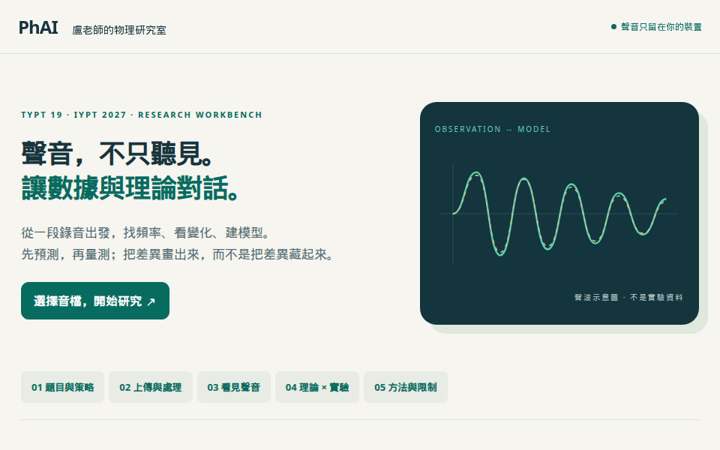 PhAI 盧老師的物理研究室
聲音只留在你的裝置
TYPT 19 · IYPT 2027 · RESEARCH WORKBENCH
聲音，不只聽見。
讓數據與理論對話。
從一段錄音出發，找頻率、看變化、建模型。
先預測，再量測；把差異畫出來，而不是把差異藏起來。
選擇音檔，開始研究 ↗
OBSERVATION ↔ MODEL
聲波示意圖 · 不是實驗資料
01 題目與策略
02 上傳與處理
03 看見聲音
04 理論 × 實驗
05 方法與限制